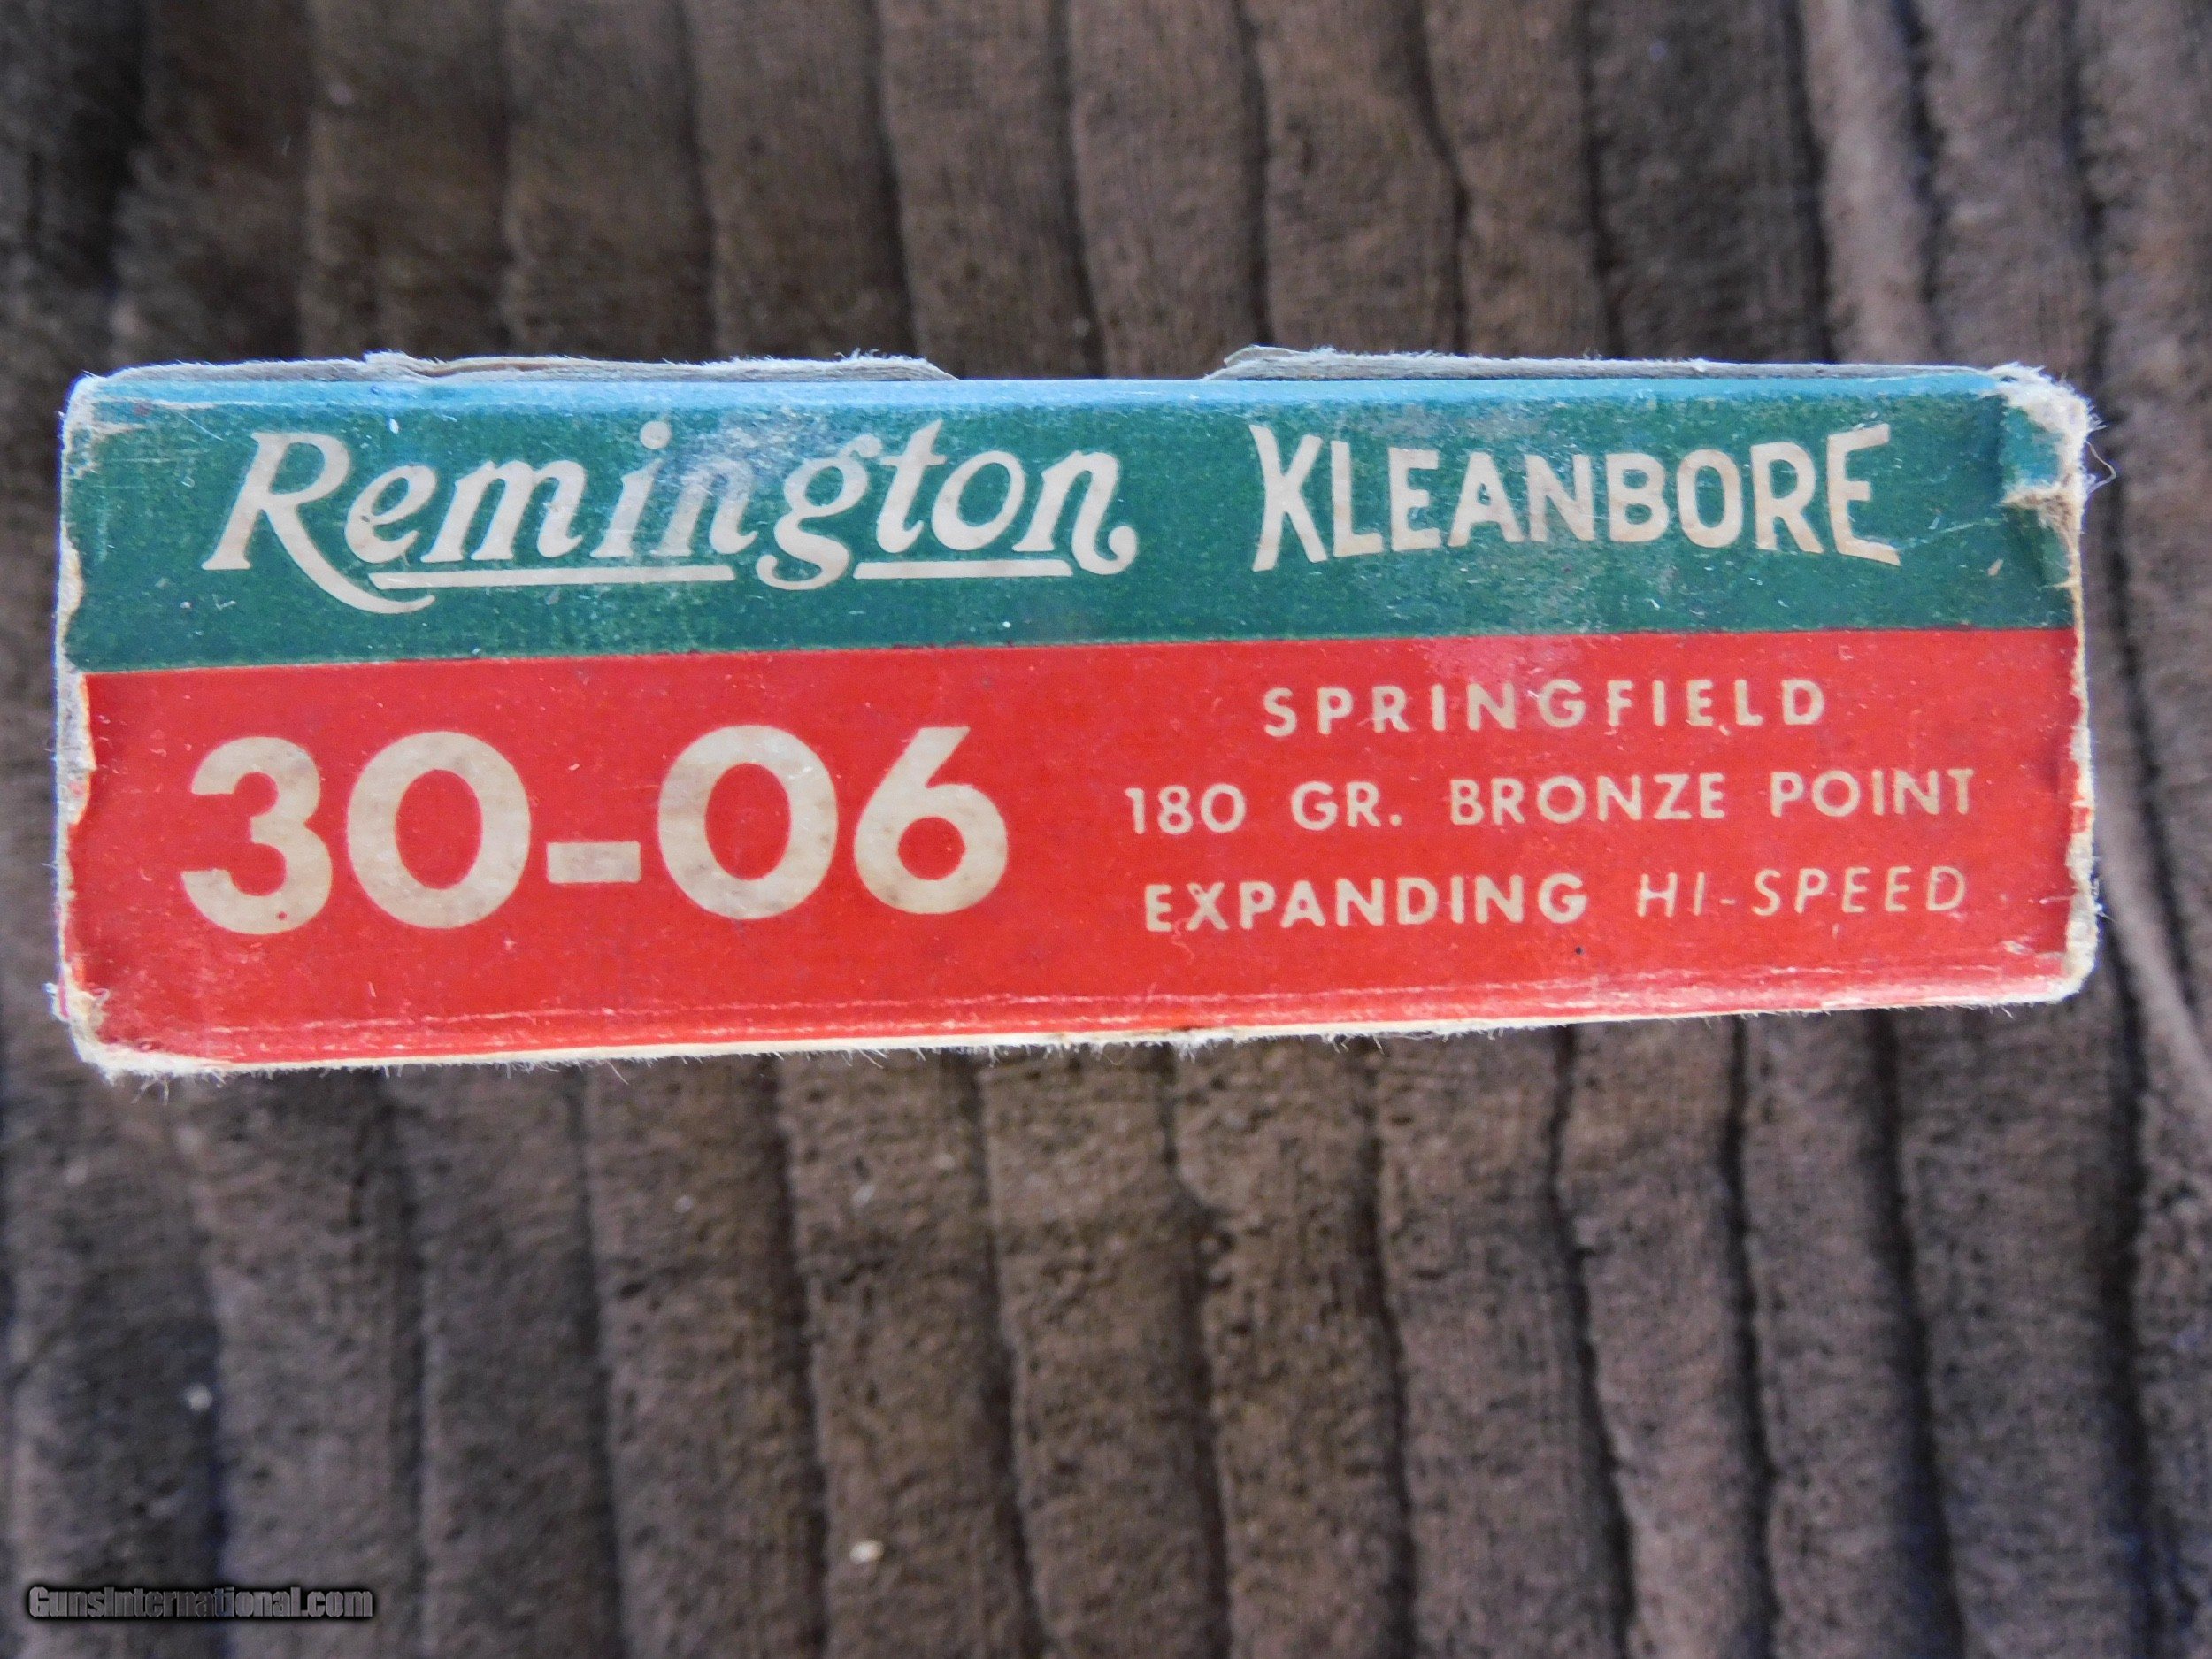 Remington KLEANBORE
30-06
SPRINGFIELD
180 GR. BRONZE POINT
EXPANDING HI-SPEED
GunsInternational.com